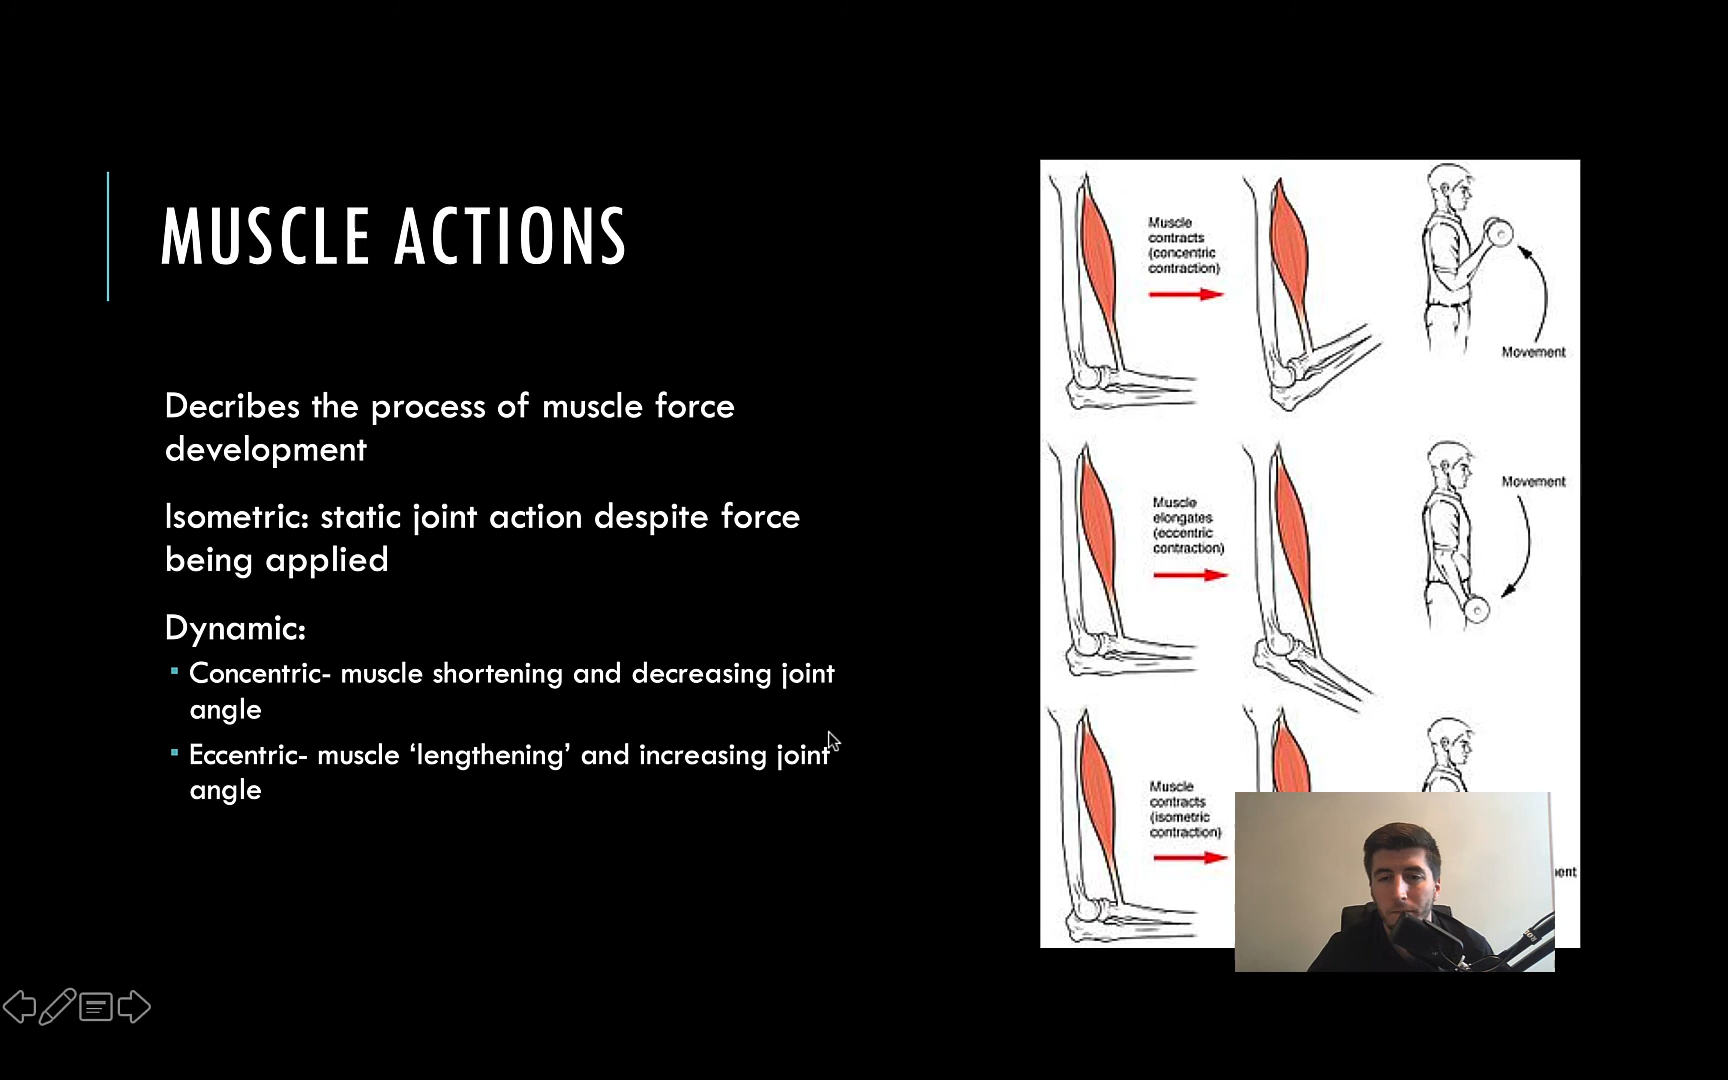 MUSCLE ACTIONS
Decribes the process of muscle force
development
Isometric: static joint action despite force
being applied
Dynamic:
Concentric- muscle shortening and decreasing joint
angle
Eccentric- muscle ‘lengthening’ and increasing joint
angle
Muscle
contracts
(concentric
contraction)
Movement
Muscle
elongates
(eccentric
contraction)
Movement
Muscle
contracts
(isometric
contraction)